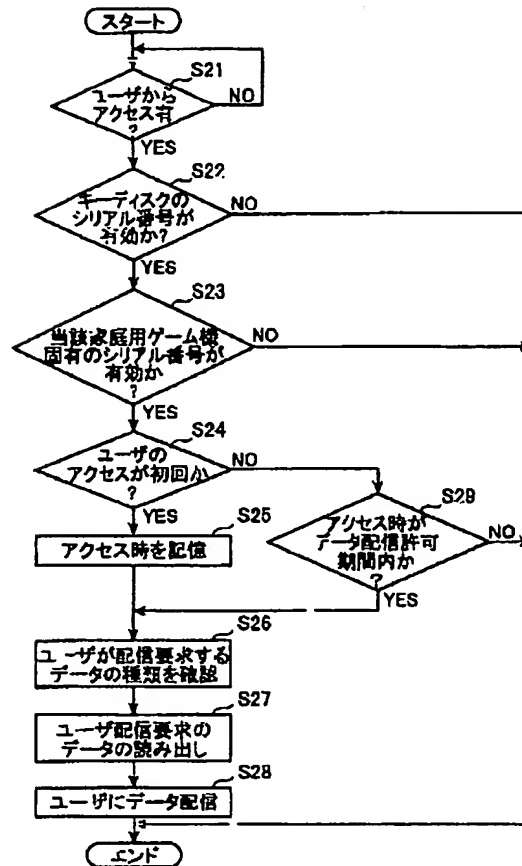 スタート
S21
ユーザから
アクセス有
?
NO
YES
S22
キーディスクの
シリアル番号が
有効か?
NO
YES
S23
当該家庭用ゲーム機
固有のシリアル番号が
有効か
?
NO
YES
S24
ユーザの
アクセスが初回か
?
NO
YES
S25
アクセス時を記憶
S29
アクセス時が
データ配信許可
期間内か
?
NO
YES
S26
ユーザが配信要求する
データの種類を確認
S27
ユーザ配信要求の
データの読み出し
S28
ユーザにデータ配信
エンド